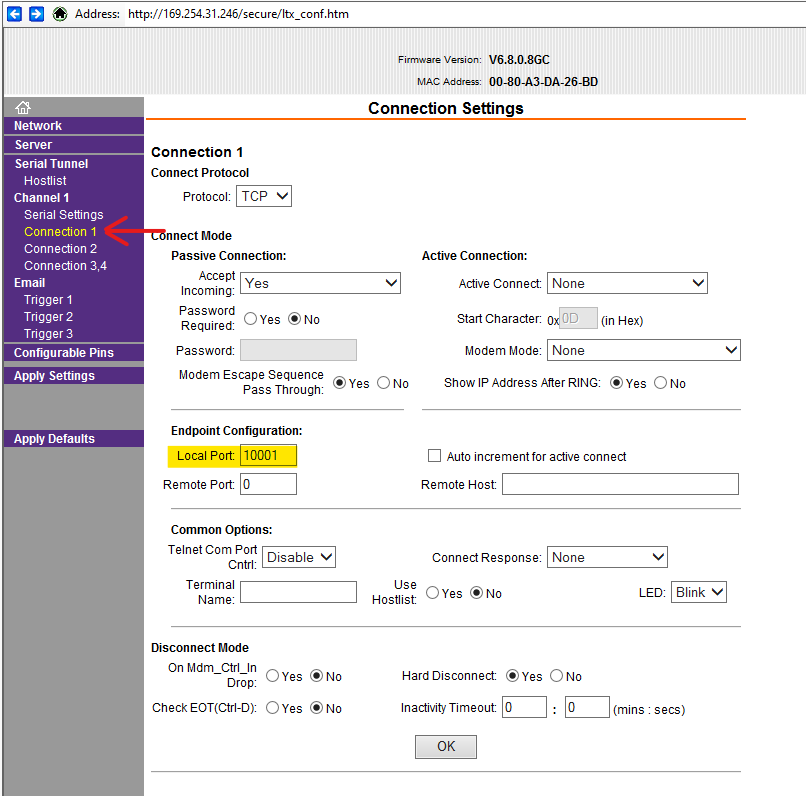 Address: http://169.254.31.246/secure/ltx_conf.htm
Firmware Version: V6.8.0.8GC
MAC Address: 00-80-A3-DA-26-BD
Network
Server
Serial Tunnel
Hostlist
Channel 1
Serial Settings
Connection 1
Connection 2
Connection 3,4
Email
Trigger 1
Trigger 2
Trigger 3
Configurable Pins
Apply Settings
Apply Defaults
Connection Settings
Connection 1
Connect Protocol
Protocol: TCP
Connect Mode
Passive Connection:
Accept
Incoming: Yes
Password
Required: Yes No
Password:
Modem Escape Sequence
Pass Through: Yes No
Active Connection:
Active Connect: None
Start Character: 0x 0D (in Hex)
Modem Mode: None
Show IP Address After RING: Yes No
Endpoint Configuration:
Local Port: 10001
Auto increment for active connect
Remote Port: 0
Remote Host:
Common Options:
Telnet Com Port
Cntrl: Disable
Connect Response: None
Terminal
Name:
Use
Hostlist: Yes No
LED: Blink
Disconnect Mode
On Mdm_Ctrl_In
Drop: Yes No
Hard Disconnect: Yes No
Check EOT(Ctrl-D): Yes No
Inactivity Timeout: 0 : 0 (mins : secs)
OK